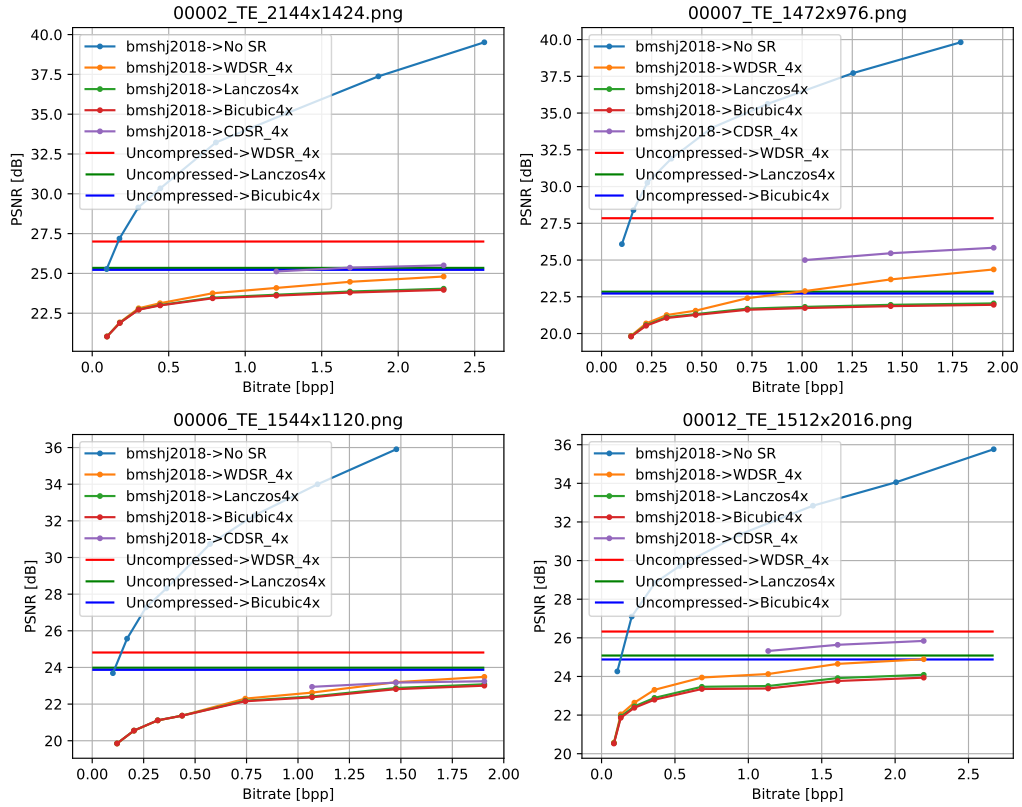 00002_TE_2144x1424.png
PSNR [dB]
40.0
37.5
35.0
32.5
30.0
27.5
25.0
22.5
bmshj2018->No SR
bmshj2018->WDSR_4x
bmshj2018->Lanczos4x
bmshj2018->Bicubic4x
bmshj2018->CDSR_4x
Uncompressed->WDSR_4x
Uncompressed->Lanczos4x
Uncompressed->Bicubic4x
0.0 0.5 1.0 1.5 2.0 2.5
Bitrate [bpp]
00007_TE_1472x976.png
PSNR [dB]
40.0
37.5
35.0
32.5
30.0
27.5
25.0
22.5
20.0
bmshj2018->No SR
bmshj2018->WDSR_4x
bmshj2018->Lanczos4x
bmshj2018->Bicubic4x
bmshj2018->CDSR_4x
Uncompressed->WDSR_4x
Uncompressed->Lanczos4x
Uncompressed->Bicubic4x
0.00 0.25 0.50 0.75 1.00 1.25 1.50 1.75 2.00
Bitrate [bpp]
00006_TE_1544x1120.png
PSNR [dB]
36
34
32
30
28
26
24
22
20
bmshj2018->No SR
bmshj2018->WDSR_4x
bmshj2018->Lanczos4x
bmshj2018->Bicubic4x
bmshj2018->CDSR_4x
Uncompressed->WDSR_4x
Uncompressed->Lanczos4x
Uncompressed->Bicubic4x
0.00 0.25 0.50 0.75 1.00 1.25 1.50 1.75 2.00
Bitrate [bpp]
00012_TE_1512x2016.png
PSNR [dB]
36
34
32
30
28
26
24
22
20
bmshj2018->No SR
bmshj2018->WDSR_4x
bmshj2018->Lanczos4x
bmshj2018->Bicubic4x
bmshj2018->CDSR_4x
Uncompressed->WDSR_4x
Uncompressed->Lanczos4x
Uncompressed->Bicubic4x
0.0 0.5 1.0 1.5 2.0 2.5
Bitrate [bpp]